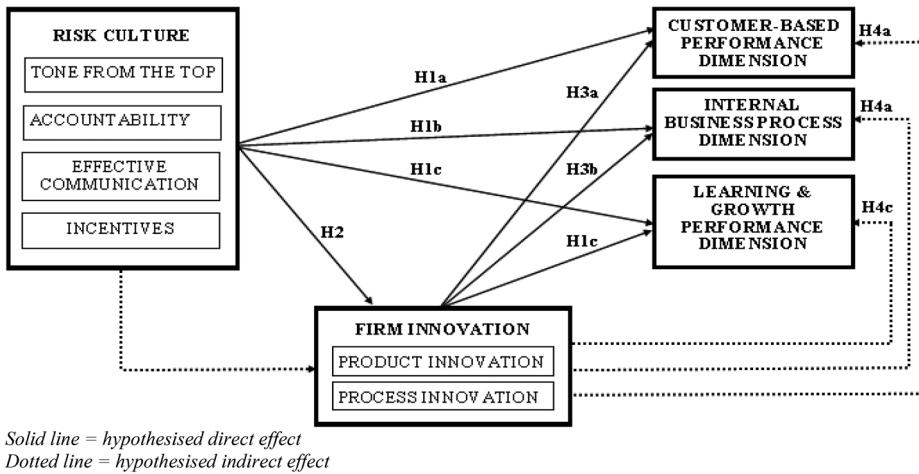 RISK CULTURE
TONE FROM THE TOP
ACCOUNTABILITY
EFFECTIVE
COMMUNICATION
INCENTIVES
H1a
H1b
H1c
H2
H3a
H3b
H1c
CUSTOMER-BASED
PERFORMANCE
DIMENSION
H4a
INTERNAL
BUSINESS PROCESS
DIMENSION
H4a
LEARNING &
GROWTH
PERFORMANCE
DIMENSION
H4c
FIRM INNOVATION
PRODUCT INNOVATION
PROCESS INNOVATION
Solid line = hypothesised direct effect
Dotted line = hypothesised indirect effect